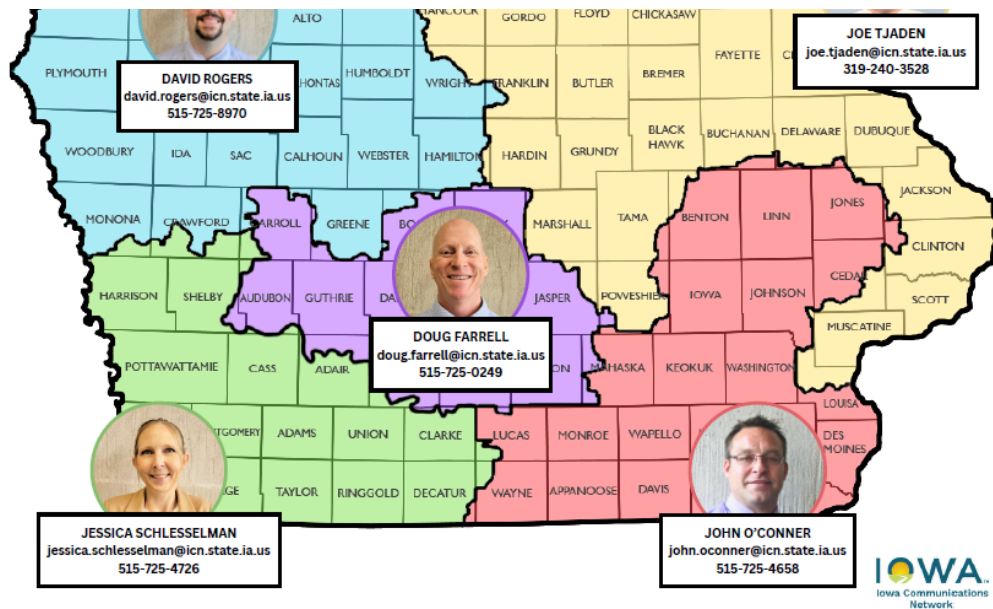 ALTO
HANCOCK
GORDO
FLOYD
CHICKASAW
PLYMOUTH
HUMBOLDT
WRIGHT
FRANKLIN
BUTLER
BREMER
FAYETTE
JOE TJADEN
joe.tjaden@icn.state.ia.us
319-240-3528
DAVID ROGERS
david.rogers@icn.state.ia.us
515-725-8970
WOODBURY
IDA
SAC
CALHOUN
WEBSTER
HAMILTON
HARDIN
GRUNDY
BLACK
HAWK
BUCHANAN
DELAWARE
DUBUQUE
MONONA
CRAWFORD
CARROLL
GREENE
MARSHALL
TAMA
BENTON
LINN
JONES
JACKSON
CLINTON
HARRISON
SHELBY
AUDUBON
GUTHRIE
JASPER
POWESHIEK
IOWA
JOHNSON
CEDAR
SCOTT
MUSCATINE
DOUG FARRELL
doug.farrell@icn.state.ia.us
515-725-0249
POTTAWATTAMIE
CASS
ADAIR
MAHASKA
KEOKUK
WASHINGTON
LOUISA
ADAMS
UNION
CLARKE
LUCAS
MONROE
WAPELLO
DES
MOINES
TAYLOR
RINGGOLD
DECATUR
WAYNE
APPANOOSE
DAVIS
JESSICA SCHLESSELMAN
jessica.schlesselman@icn.state.ia.us
515-725-4726
JOHN O'CONNER
john.oconner@icn.state.ia.us
515-725-4658
IOWA
Iowa Communications
Network